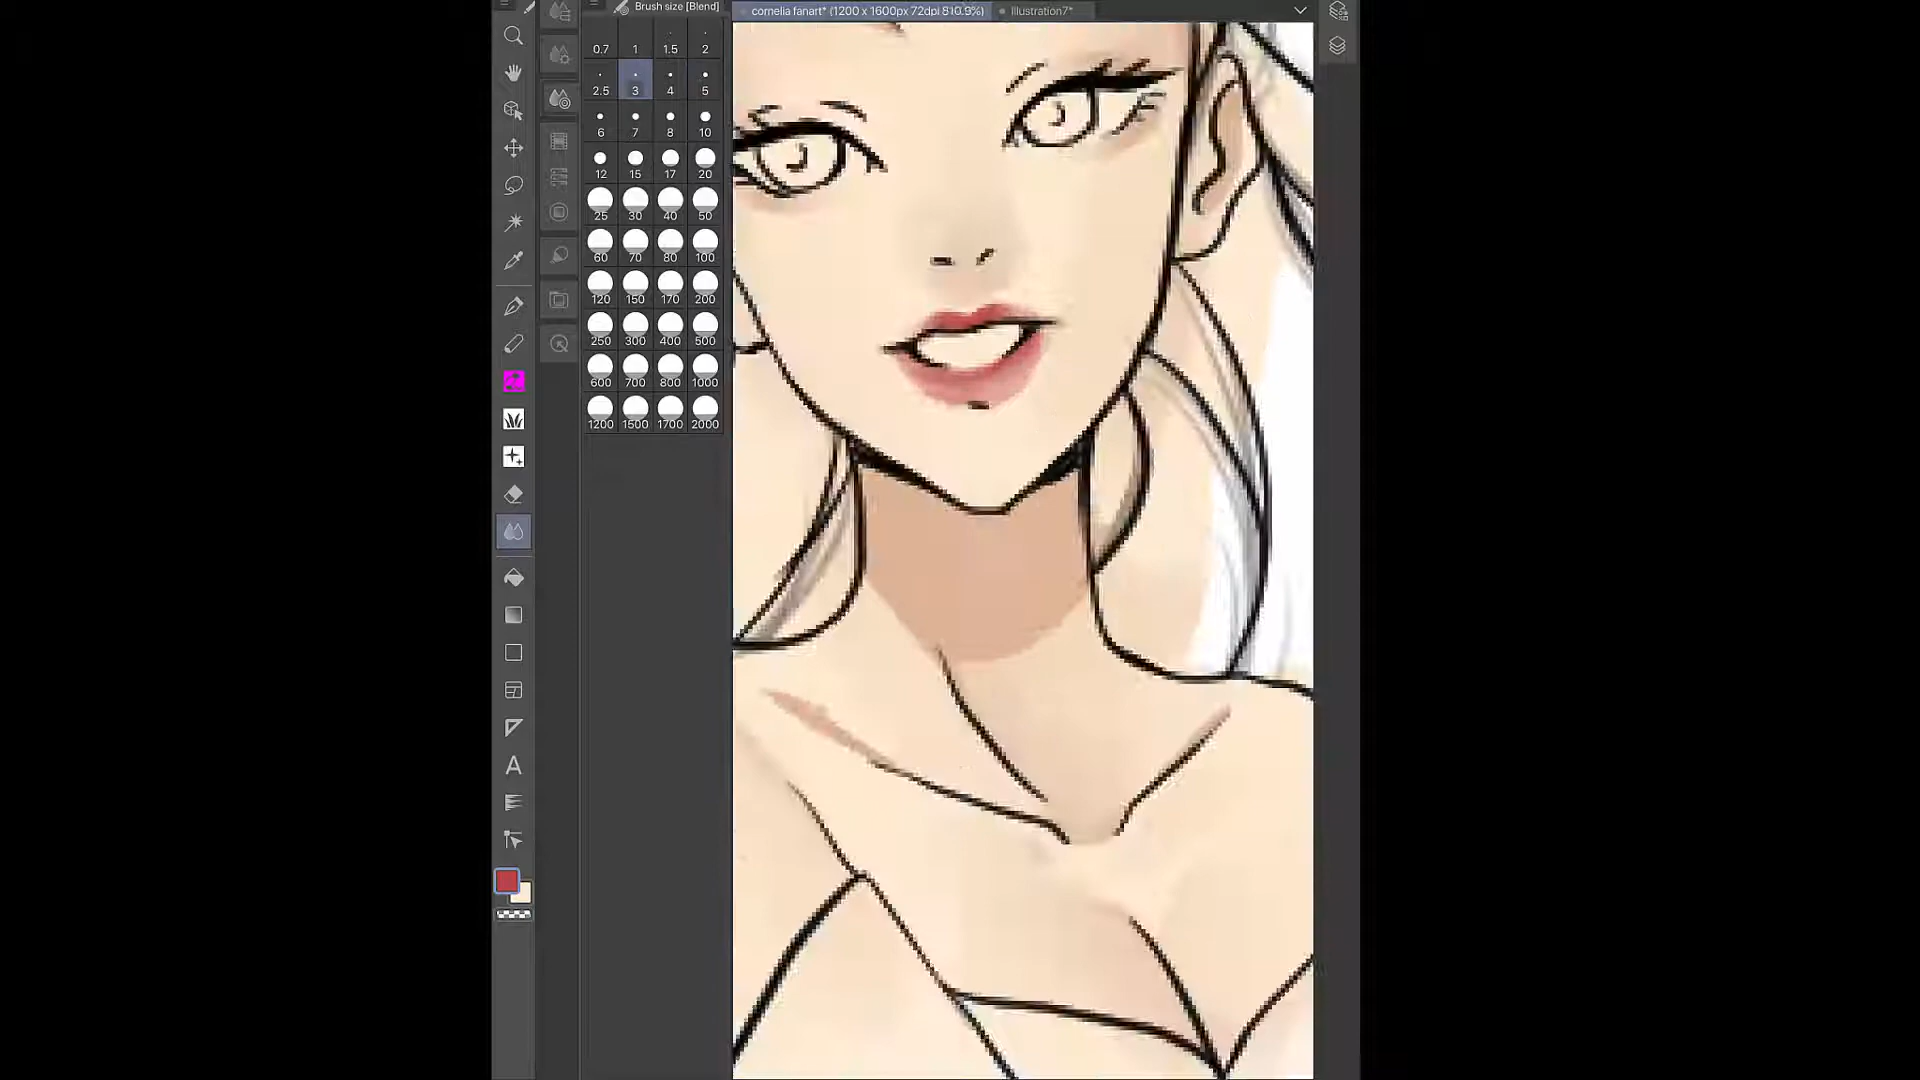 Brush size [Blend]
cornelia fanart* (1200 x 1600px 72dpi 810.9%)
Illustration7*
0.7 1 1.5 2
2.5 3 4 5
6 7 8 10
12 15 17 20
25 30 40 50
60 70 80 100
120 150 170 200
250 300 400 500
600 700 800 1000
1200 1500 1700 2000